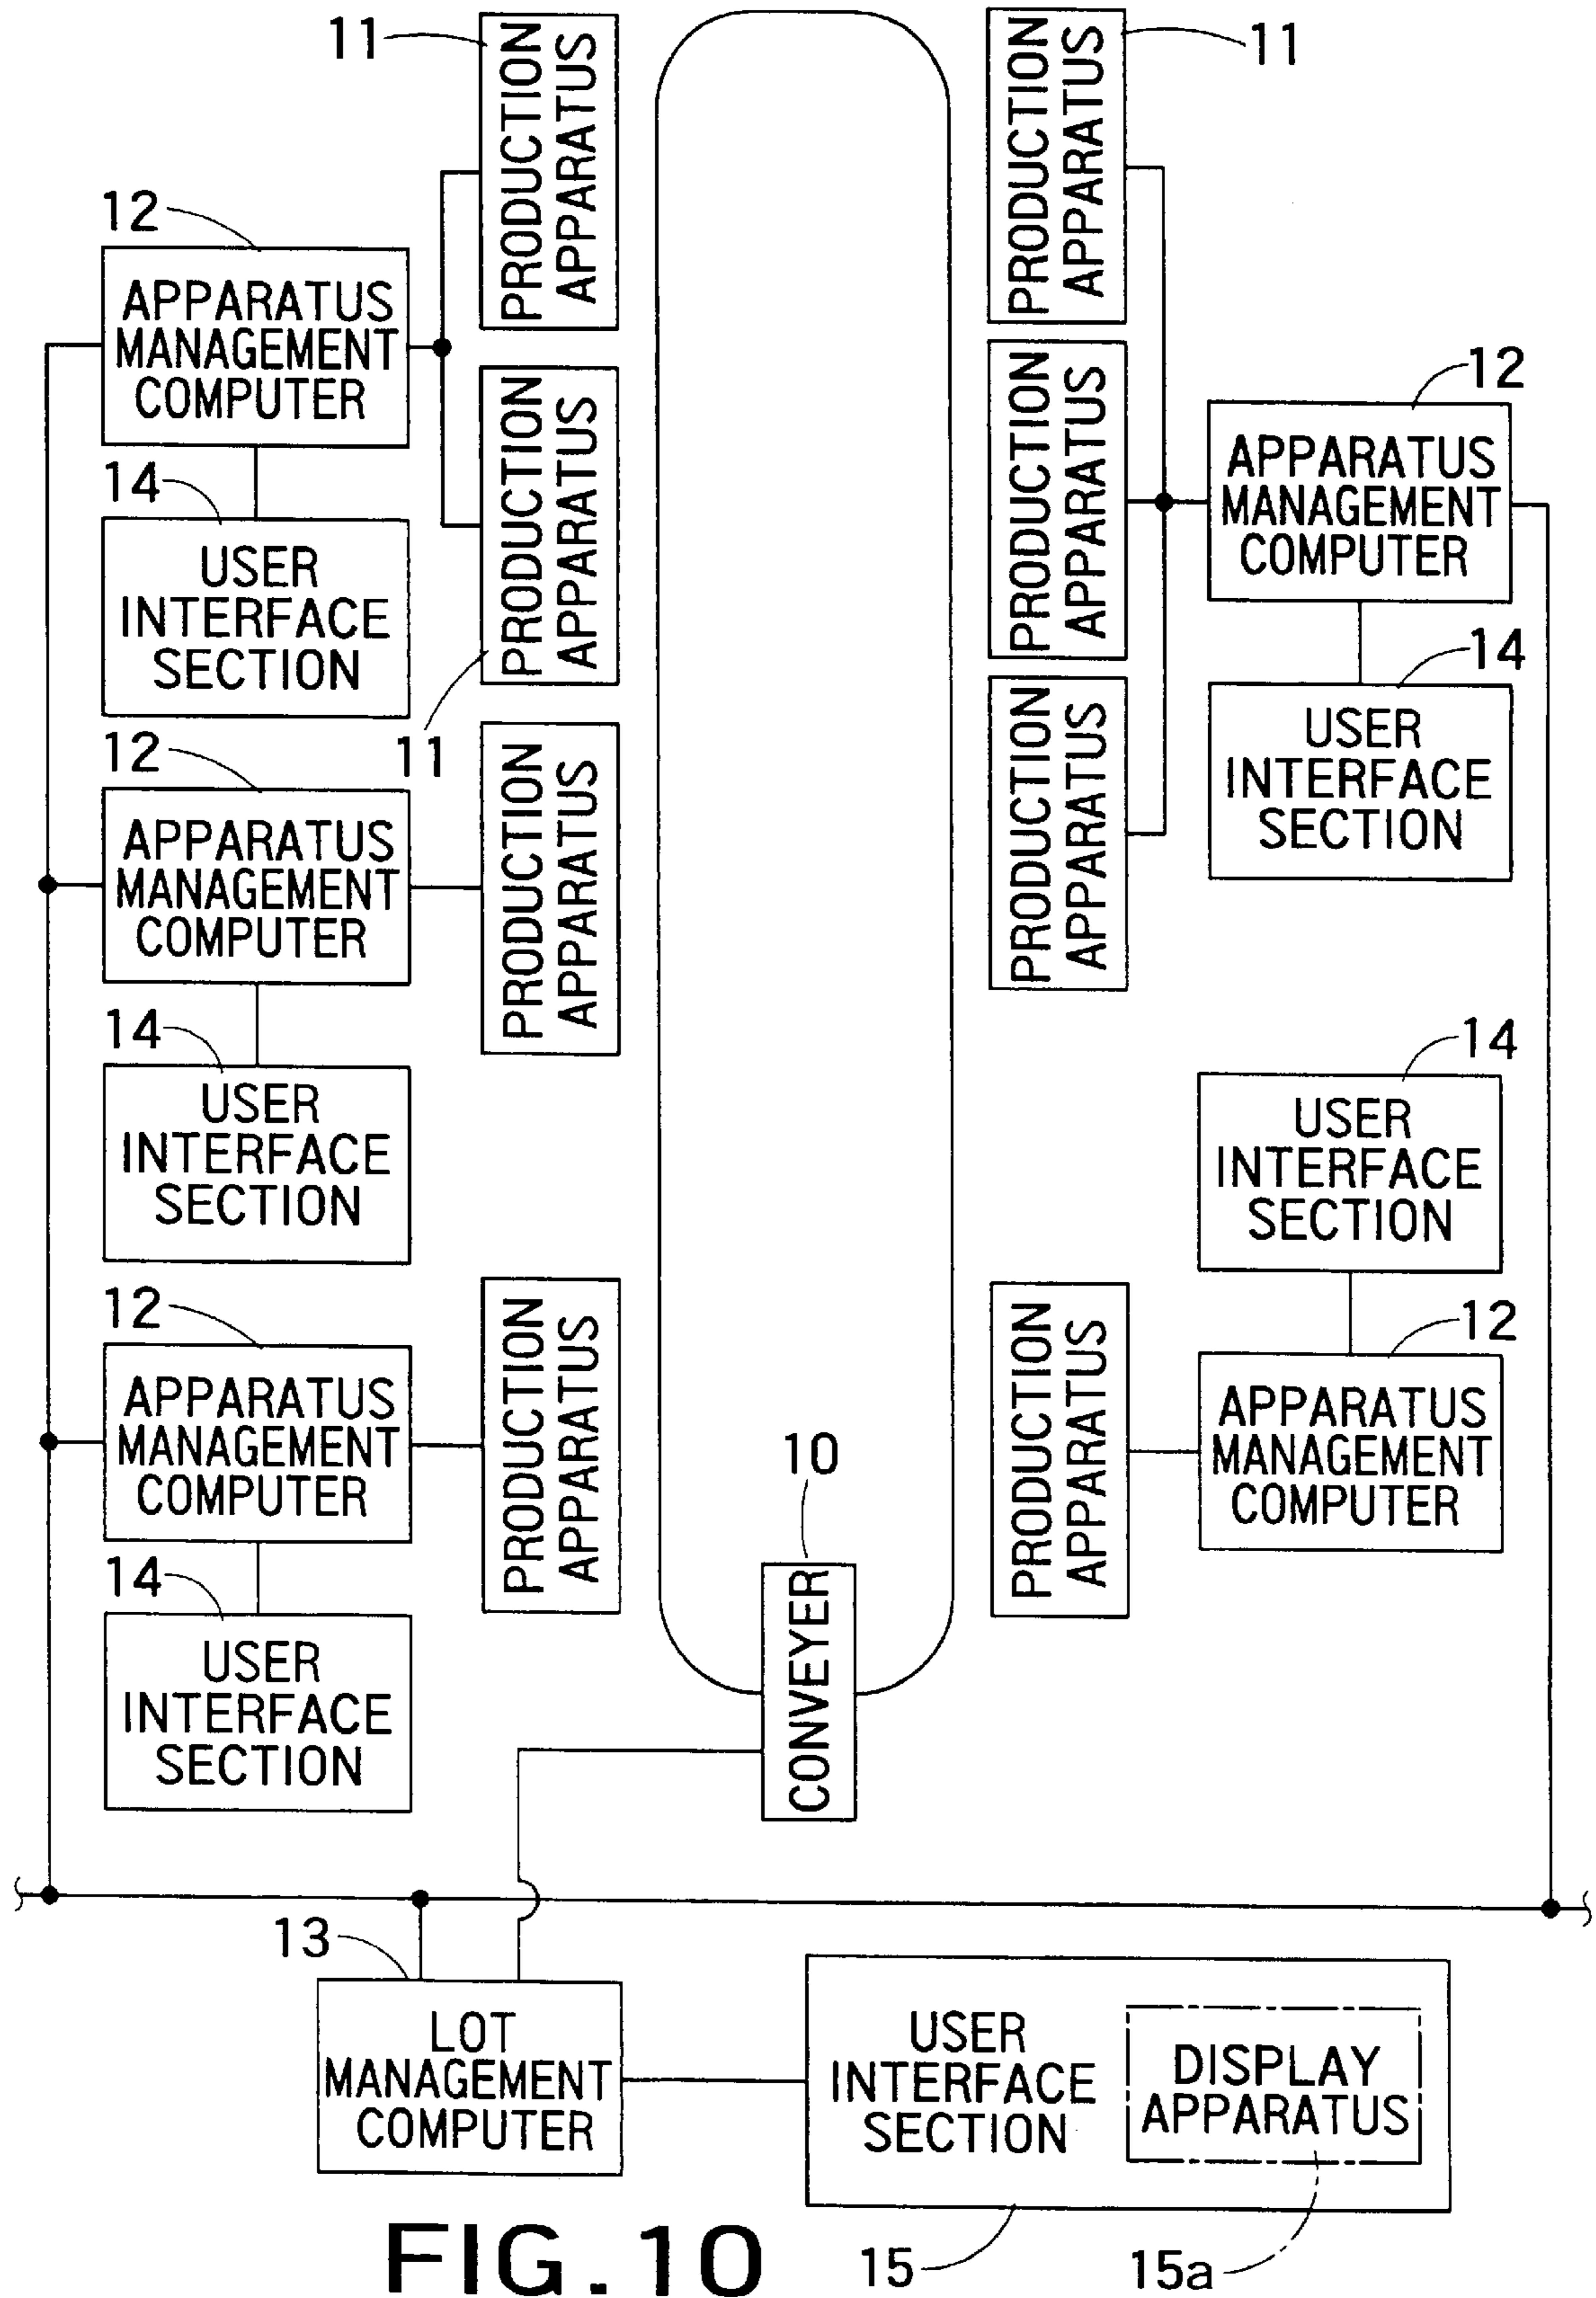 11
PRODUCTION
APPARATUS
PRODUCTION
APPARATUS
11
12
APPARATUS
MANAGEMENT
COMPUTER
14
USER
INTERFACE
SECTION
PRODUCTION
APPARATUS
11
PRODUCTION
APPARATUS
12
APPARATUS
MANAGEMENT
COMPUTER
14
USER
INTERFACE
SECTION
12
APPARATUS
MANAGEMENT
COMPUTER
PRODUCTION
APPARATUS
PRODUCTION
APPARATUS
14
USER
INTERFACE
SECTION
14
USER
INTERFACE
SECTION
12
APPARATUS
MANAGEMENT
COMPUTER
PRODUCTION
APPARATUS
PRODUCTION
APPARATUS
12
APPARATUS
MANAGEMENT
COMPUTER
14
USER
INTERFACE
SECTION
10
CONVEYER
13
LOT
MANAGEMENT
COMPUTER
USER
INTERFACE
SECTION
DISPLAY
APPARATUS
15
15a
FIG. 10